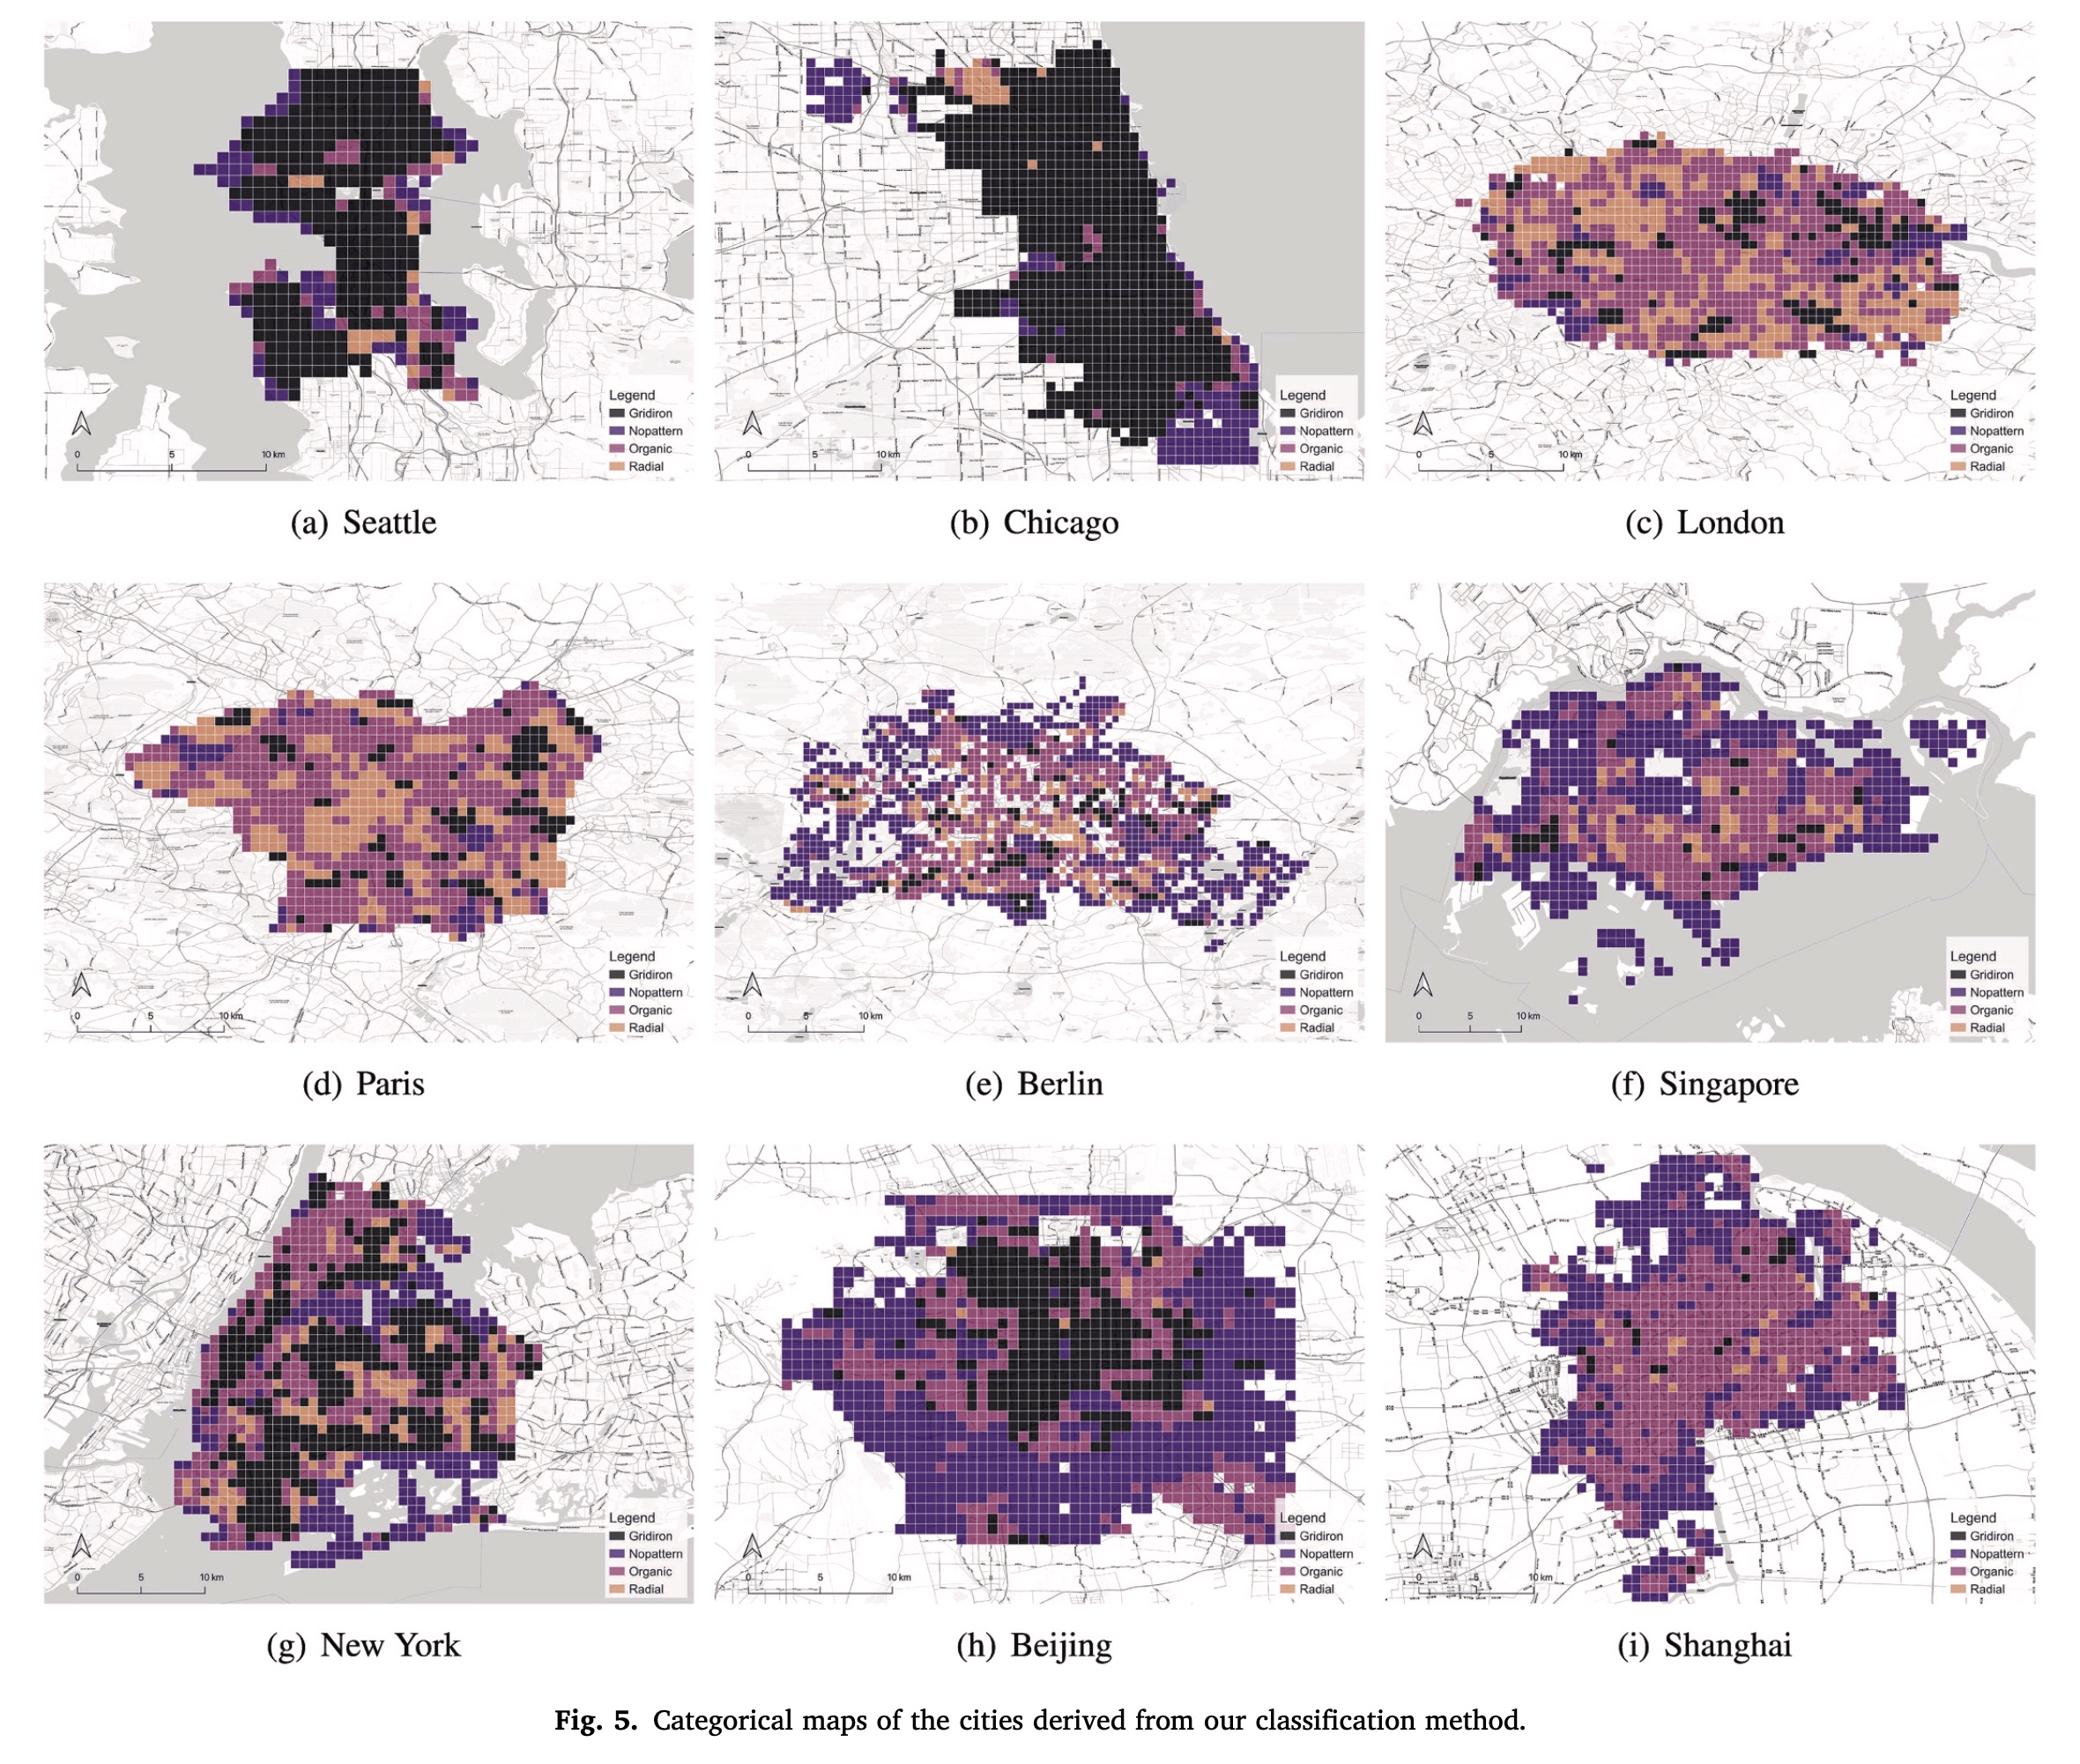 Legend
Gridiron
Nopattern
Organic
Radial
0 5 10 km
(a) Seattle
Legend
Gridiron
Nopattern
Organic
Radial
0 5 10 km
(b) Chicago
Legend
Gridiron
Nopattern
Organic
Radial
0 5 10 km
(c) London
Legend
Gridiron
Nopattern
Organic
Radial
0 5 10 km
(d) Paris
Legend
Gridiron
Nopattern
Organic
Radial
0 5 10 km
(e) Berlin
Legend
Gridiron
Nopattern
Organic
Radial
0 5 10 km
(f) Singapore
Legend
Gridiron
Nopattern
Organic
Radial
0 5 10 km
(g) New York
Legend
Gridiron
Nopattern
Organic
Radial
0 5 10 km
(h) Beijing
Legend
Gridiron
Nopattern
Organic
Radial
0 5 10 km
(i) Shanghai
Fig. 5. Categorical maps of the cities derived from our classification method.